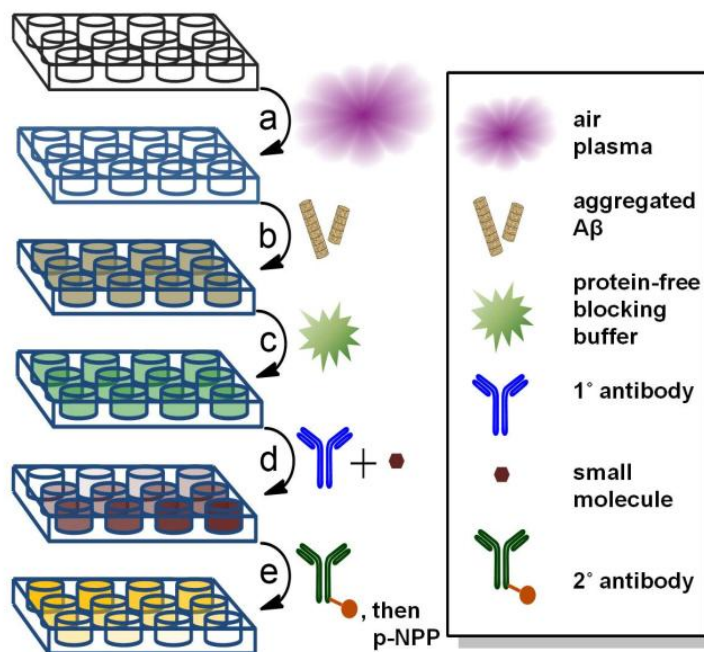 a
b
c
d
+
e
, then
p-NPP
air
plasma
aggregated
Aβ
protein-free
blocking
buffer
1° antibody
small
molecule
2° antibody